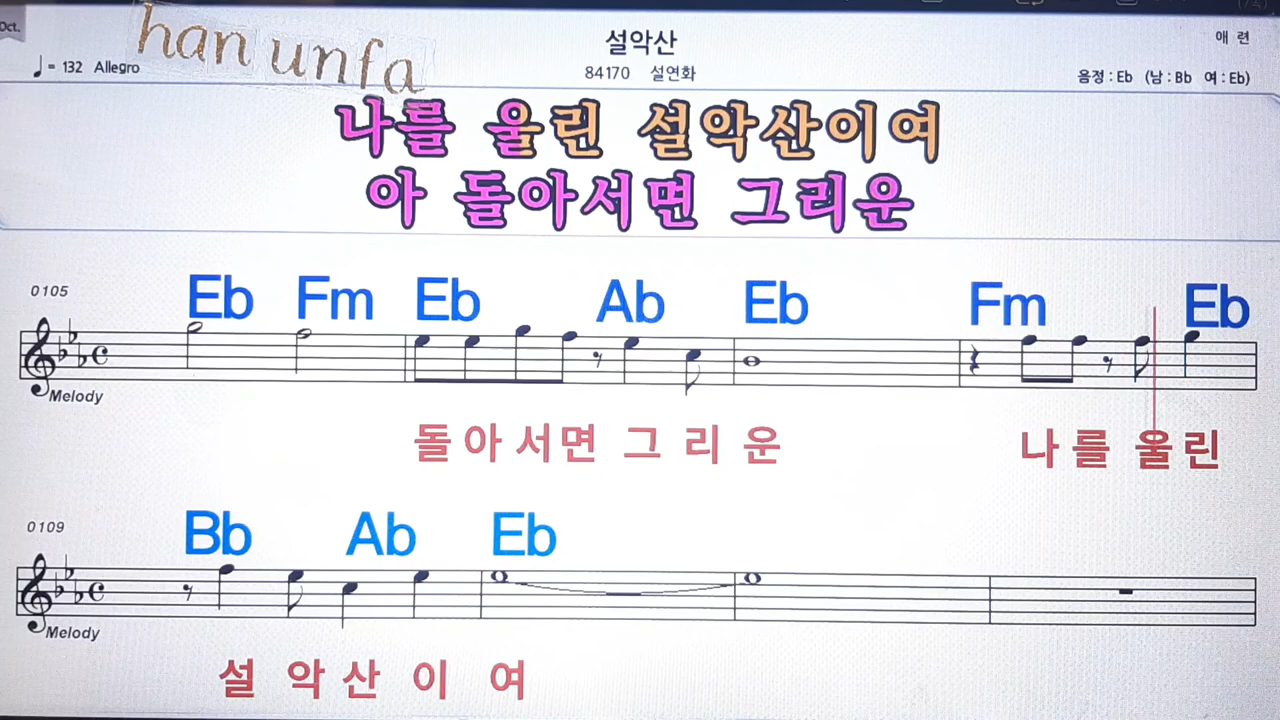 Oct.
han unfa
설악산
애 련
♩= 132 Allegro
84170 설연화
음정 : Eb (남 : Bb 여 : Eb)
나를 울린 설악산이여
아 돌아서면 그리운
0105
Eb Fm Eb Ab Eb Fm Eb
Melody
돌 아 서 면 그 리 운 나 를 울 린
0109
Bb Ab Eb
Melody
설 악 산 이 여